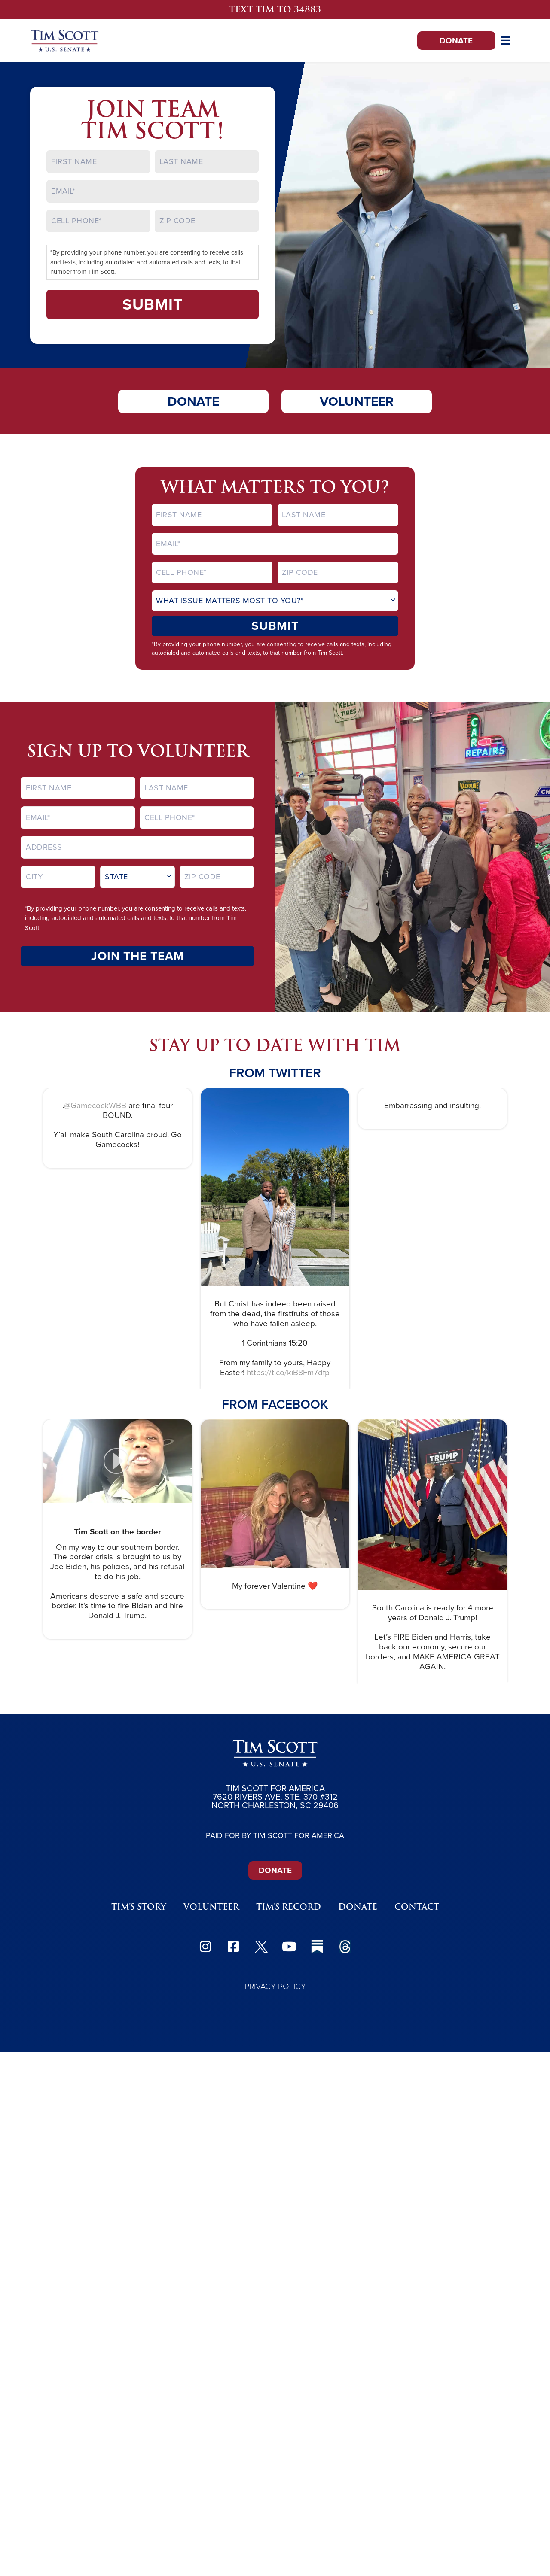 TEXT TIM TO 34883
TIM SCOTT
U.S. SENATE
DONATE
JOIN TEAM
TIM SCOTT!
FIRST NAME
LAST NAME
EMAIL*
CELL PHONE*
ZIP CODE
*By providing your phone number, you are consenting to receive calls
and texts, including autodialed and automated calls and texts, to that
number from Tim Scott.
SUBMIT
DONATE
VOLUNTEER
WHAT MATTERS TO YOU?
FIRST NAME
LAST NAME
EMAIL*
CELL PHONE*
ZIP CODE
WHAT ISSUE MATTERS MOST TO YOU?*
SUBMIT
*By providing your phone number, you are consenting to receive calls and texts, including
autodialed and automated calls and texts, to that number from Tim Scott.
SIGN UP TO VOLUNTEER
FIRST NAME
LAST NAME
EMAIL*
CELL PHONE*
ADDRESS
CITY
STATE
ZIP CODE
*By providing your phone number, you are consenting to receive calls and texts,
including autodialed and automated calls and texts, to that number from Tim
Scott.
JOIN THE TEAM
TIRES
CAR
REPAIRS
STAY UP TO DATE WITH TIM
FROM TWITTER
.@GamecockWBB are final four
BOUND.
Y'all make South Carolina proud. Go
Gamecocks!
But Christ has indeed been raised
from the dead, the firstfruits of those
who have fallen asleep.
1 Corinthians 15:20
From my family to yours, Happy
Easter! https://t.co/kiB8Fm7dfp
Embarrassing and insulting.
FROM FACEBOOK
Tim Scott on the border
On my way to our southern border.
The border crisis is brought to us by
Joe Biden, his policies, and his refusal
to do his job.
Americans deserve a safe and secure
border. It's time to fire Biden and hire
Donald J. Trump.
My forever Valentine ❤️
TRUMP
South Carolina is ready for 4 more
years of Donald J. Trump!
Let's FIRE Biden and Harris, take
back our economy, secure our
borders, and MAKE AMERICA GREAT
AGAIN.
TIM SCOTT
U.S. SENATE
TIM SCOTT FOR AMERICA
7620 RIVERS AVE, STE. 370 #312
NORTH CHARLESTON, SC 29406
PAID FOR BY TIM SCOTT FOR AMERICA
DONATE
TIM'S STORY
VOLUNTEER
TIM'S RECORD
DONATE
CONTACT
PRIVACY POLICY